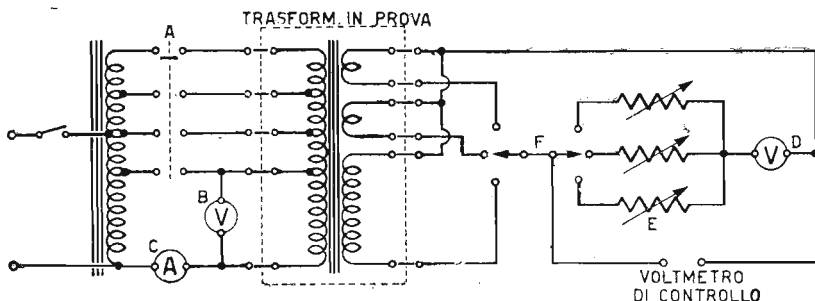 TRASFORM. IN PROVA
A
B
V
C
A
F
V
D
E
VOLTMETRO
DI CONTROLLO